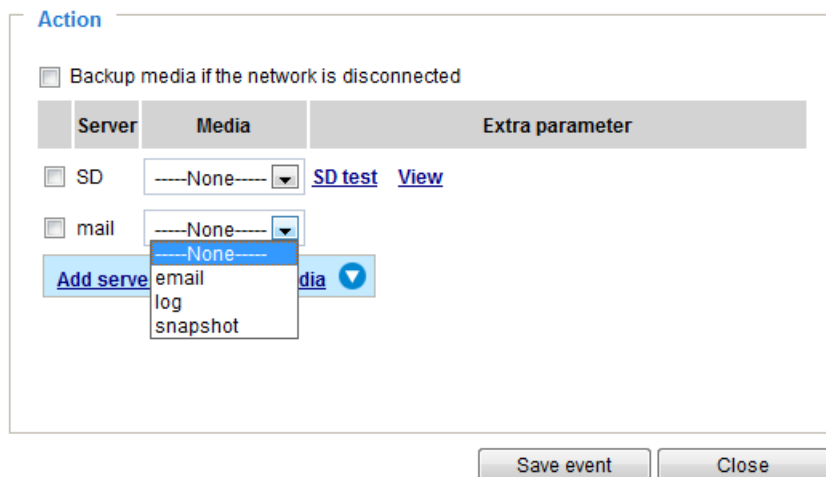 Action
Backup media if the network is disconnected
Server Media Extra parameter
SD -----None----- SD test View
mail -----None-----
-----None-----
Add serve email dia
log
snapshot
Save event Close